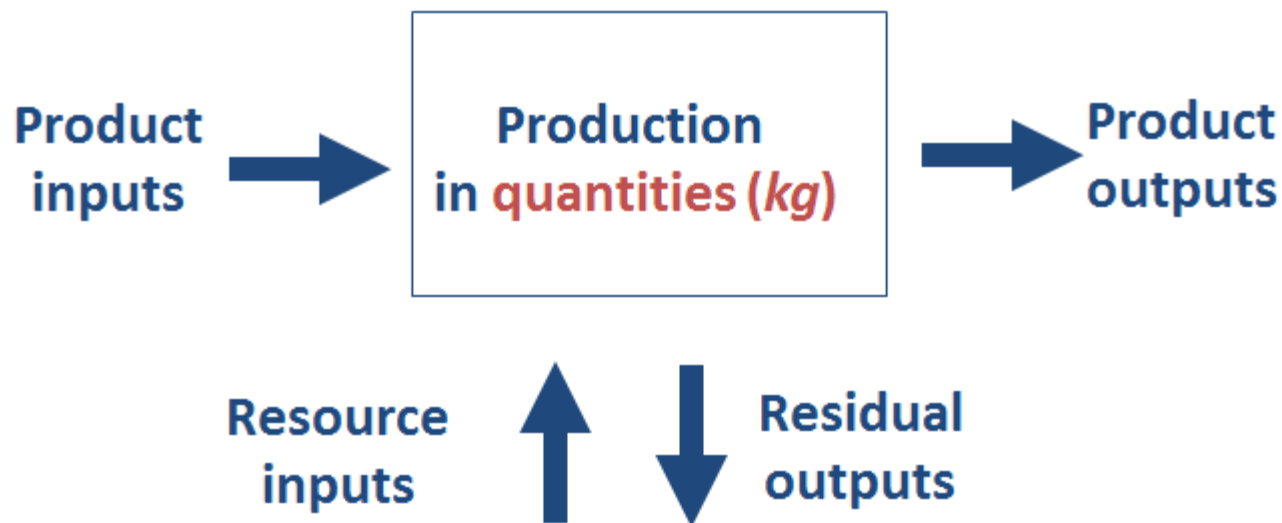 Product
inputs
Production
in quantities (kg)
Product
outputs
Resource
inputs
Residual
outputs